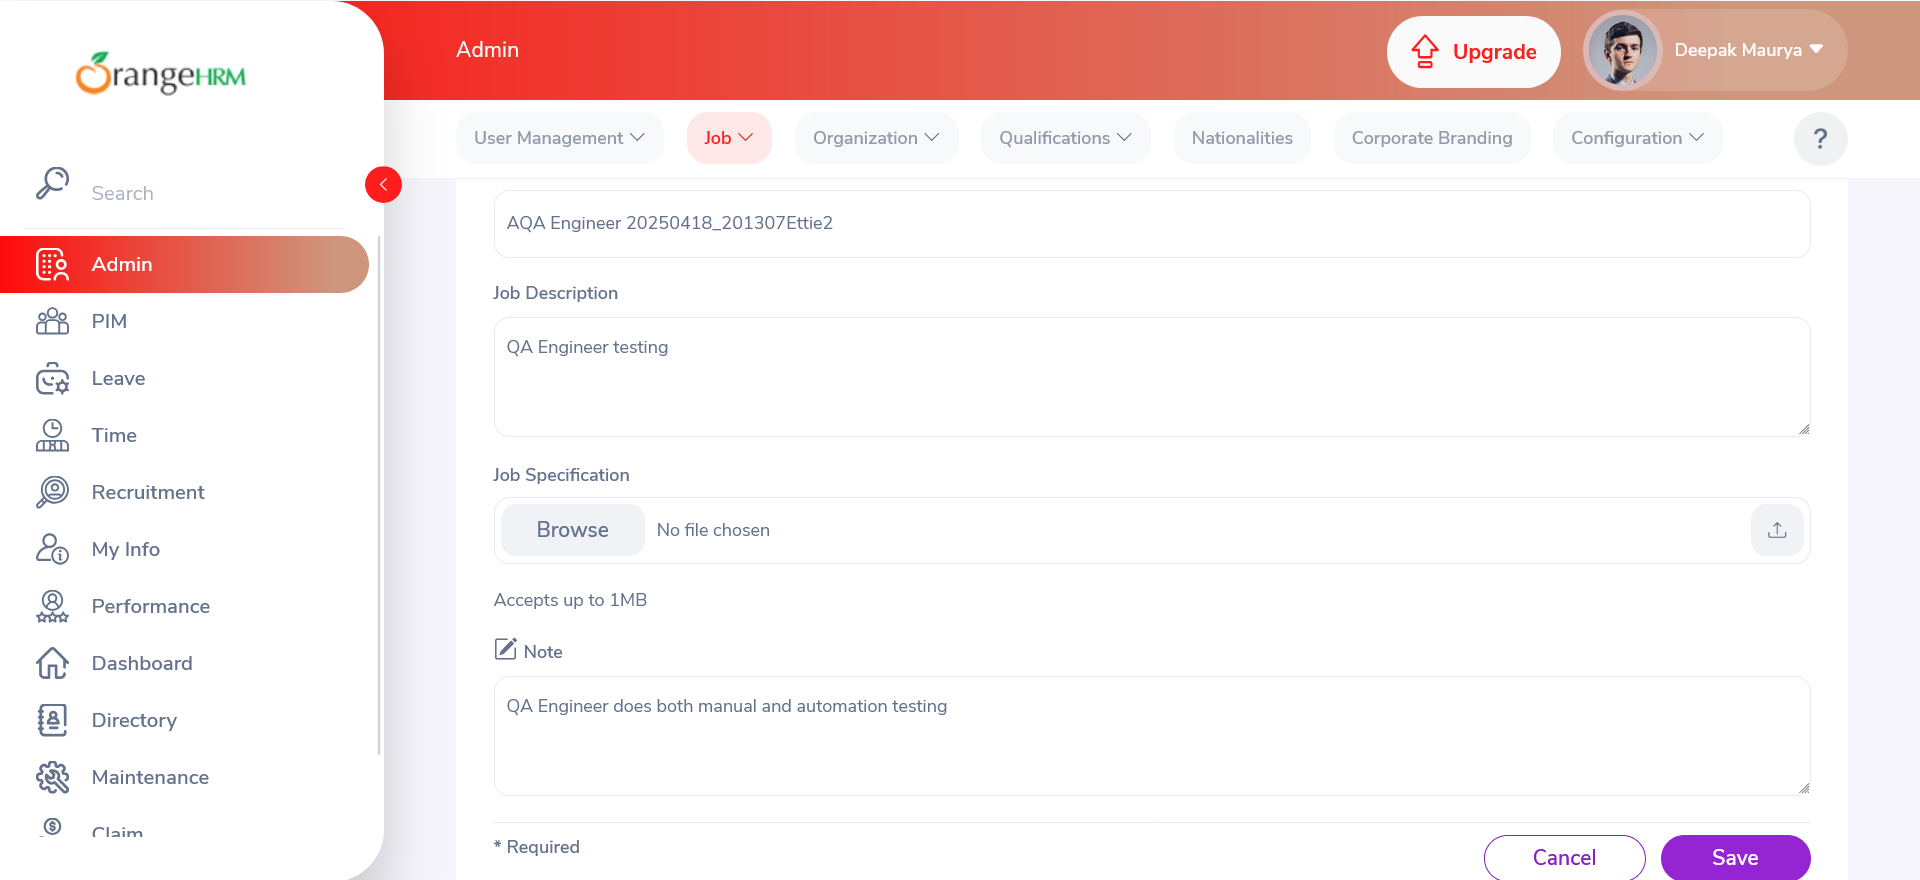 OrangeHRM
Admin
Upgrade
Deepak Maurya
User Management
Job
Organization
Qualifications
Nationalities
Corporate Branding
Configuration
?
Search
Admin
PIM
Leave
Time
Recruitment
My Info
Performance
Dashboard
Directory
Maintenance
Claim
AQA Engineer 20250418_201307Ettie2
Job Description
QA Engineer testing
Job Specification
Browse No file chosen
Accepts up to 1MB
Note
QA Engineer does both manual and automation testing
* Required
Cancel
Save